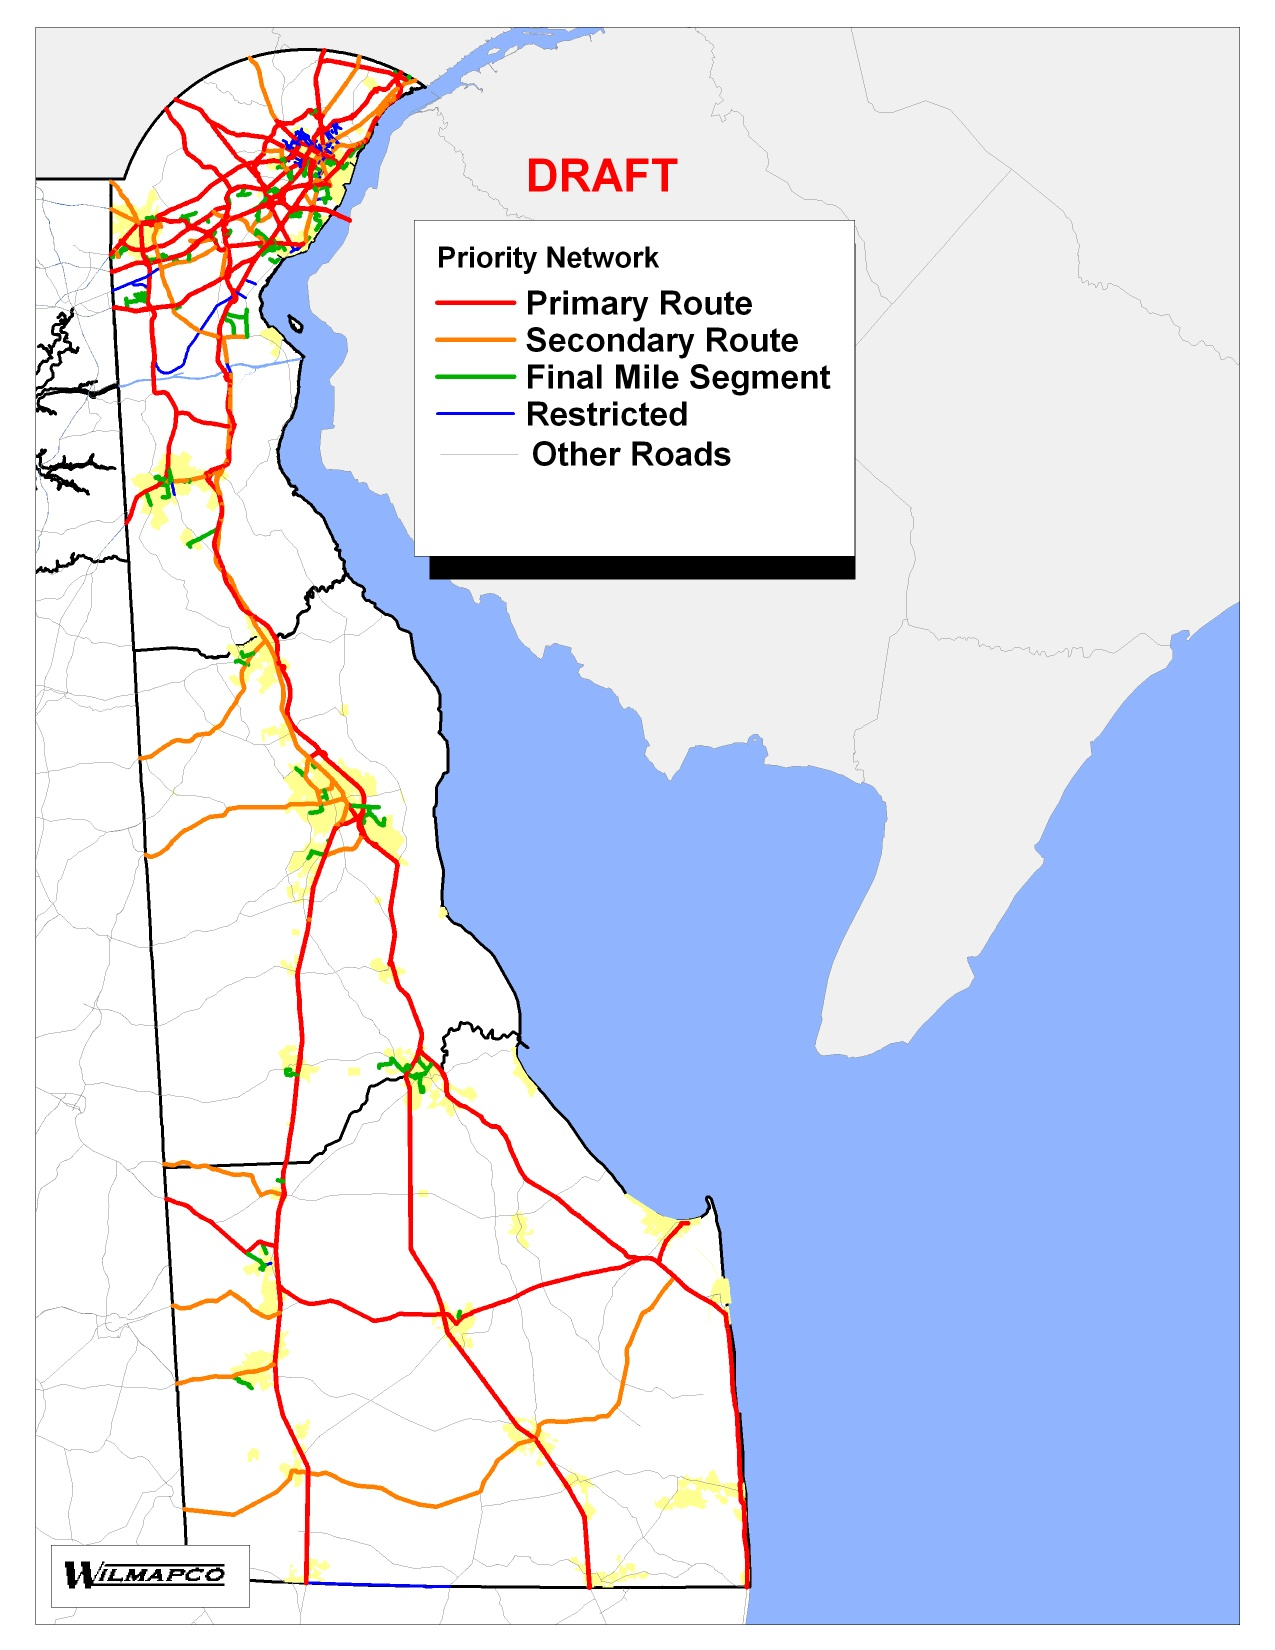 DRAFT
Priority Network
Primary Route
Secondary Route
Final Mile Segment
Restricted
Other Roads
WILMAPCO